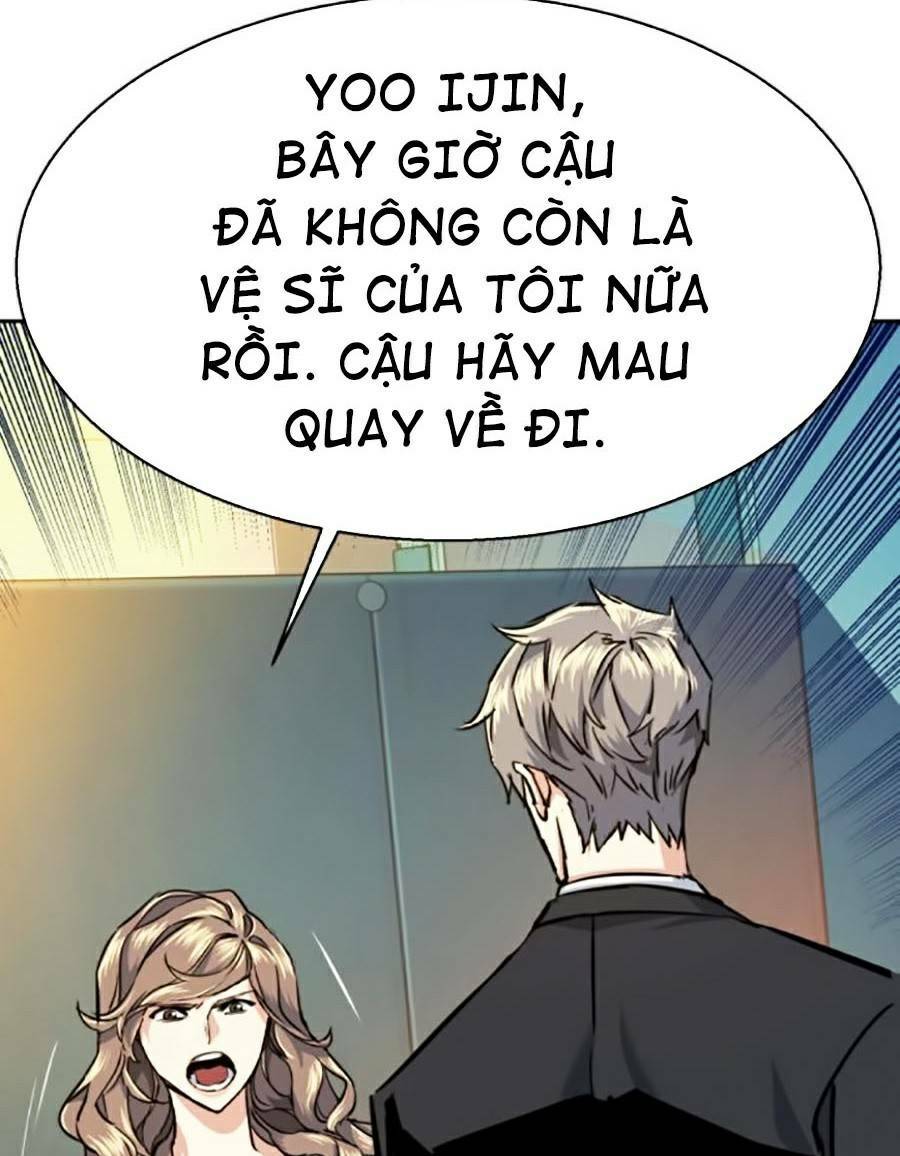 YOO IJIN,
BÂY GIỜ CẬU
ĐÃ KHÔNG CÒN LÀ
VỆ SĨ CỦA TÔI NỮA
RỒI. CẬU HÃY MAU
QUAY VỀ ĐI.